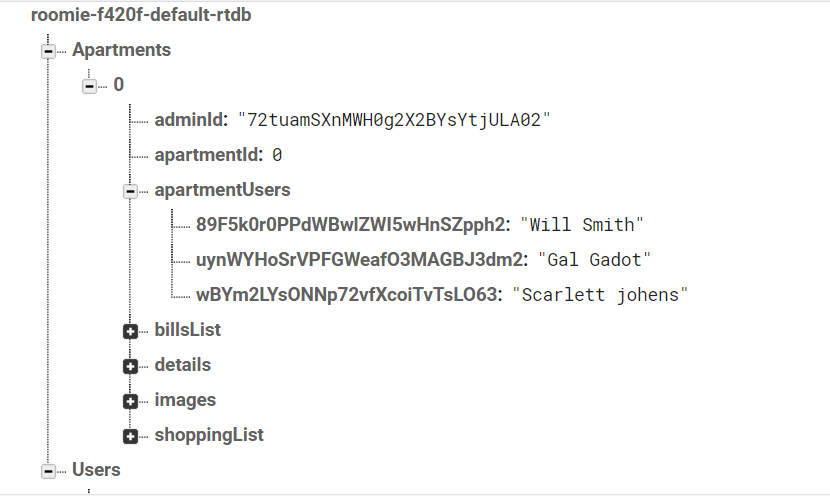 roomie-f420f-default-rtdb
Apartments
0
adminId: "72tuamSXnMWH0g2X2BYsYtjULA02"
apartmentId: 0
apartmentUsers
89F5k0r0PPdWBwlZWI5wHnSZpph2: "Will Smith"
uynWYHoSrVPFGWeafO3MAGBJ3dm2: "Gal Gadot"
wBYm2LYsONNp72vfXcoiTvTsLO63: "Scarlett johens"
billsList
details
images
shoppingList
Users